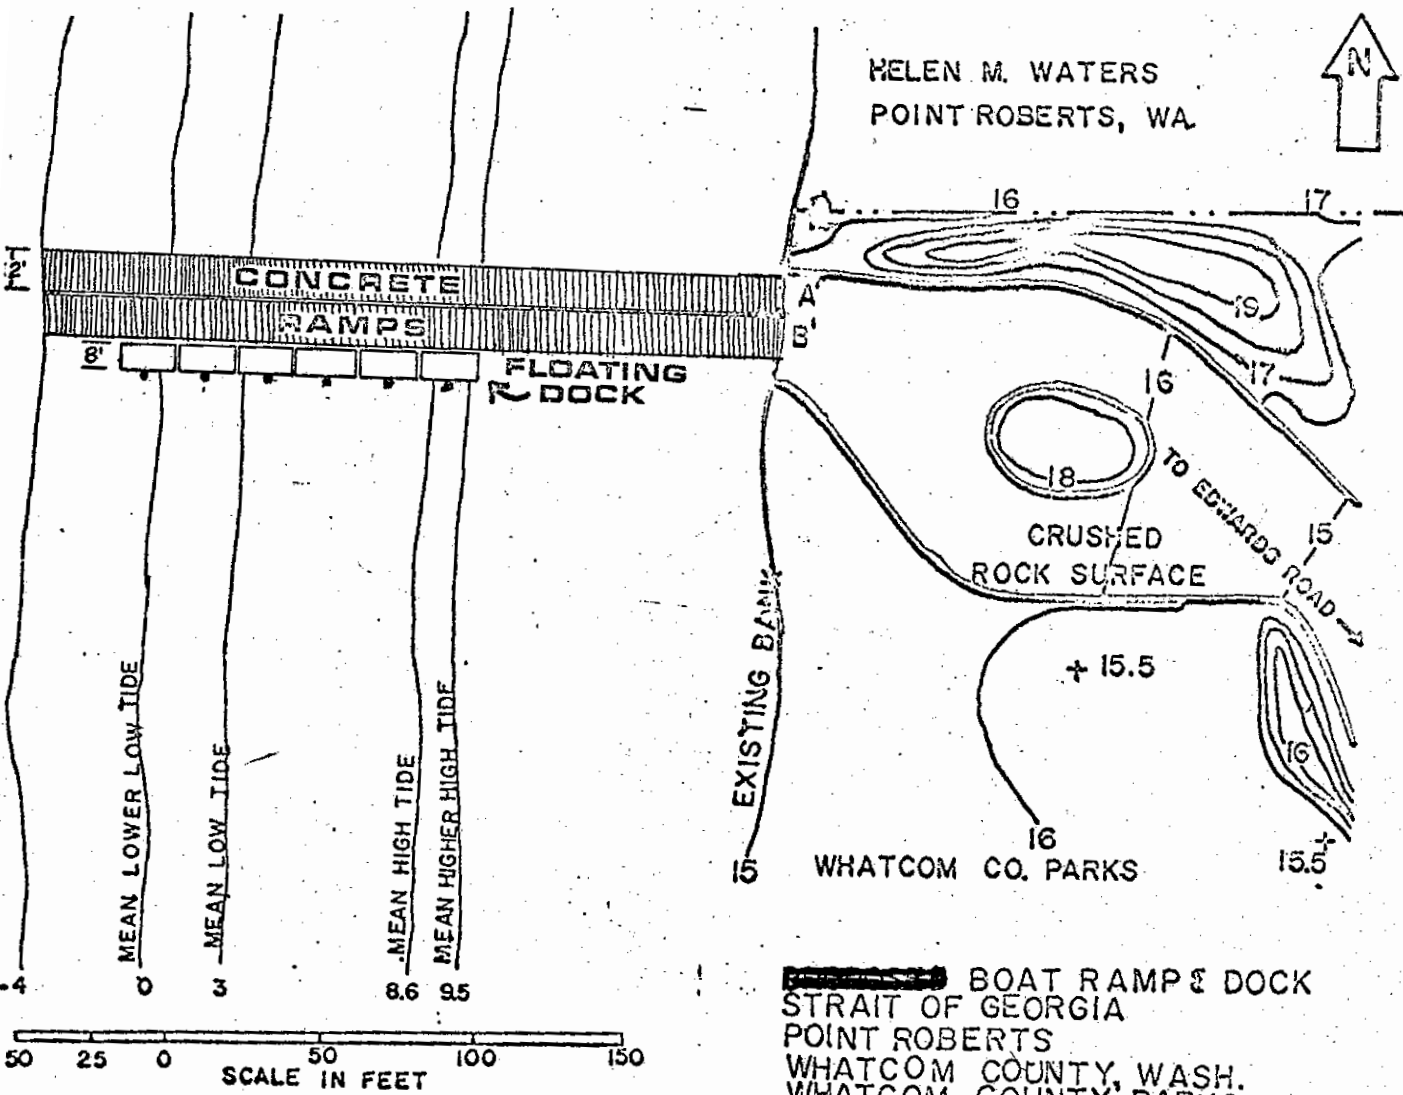 HELEN M. WATERS
POINT ROBERTS, WA.
N
16
17
12'
CONCRETE
RAMPS
A
B'
8'
FLOATING
DOCK
19
17
16
18
TO EDWARDS ROAD
15
CRUSHED
ROCK SURFACE
15.5
EXISTING BANK
MEAN LOWER LOW TIDE
MEAN LOW TIDE
MEAN HIGH TIDE
MEAN HIGHER HIGH TIDE
16
16
15.5
15
WHATCOM CO. PARKS
-4
0
3
8.6
9.5
50 25 0 50 100 150
SCALE IN FEET
BOAT RAMP & DOCK
STRAIT OF GEORGIA
POINT ROBERTS
WHATCOM COUNTY, WASH.
WHATCOM COUNTY PARKS